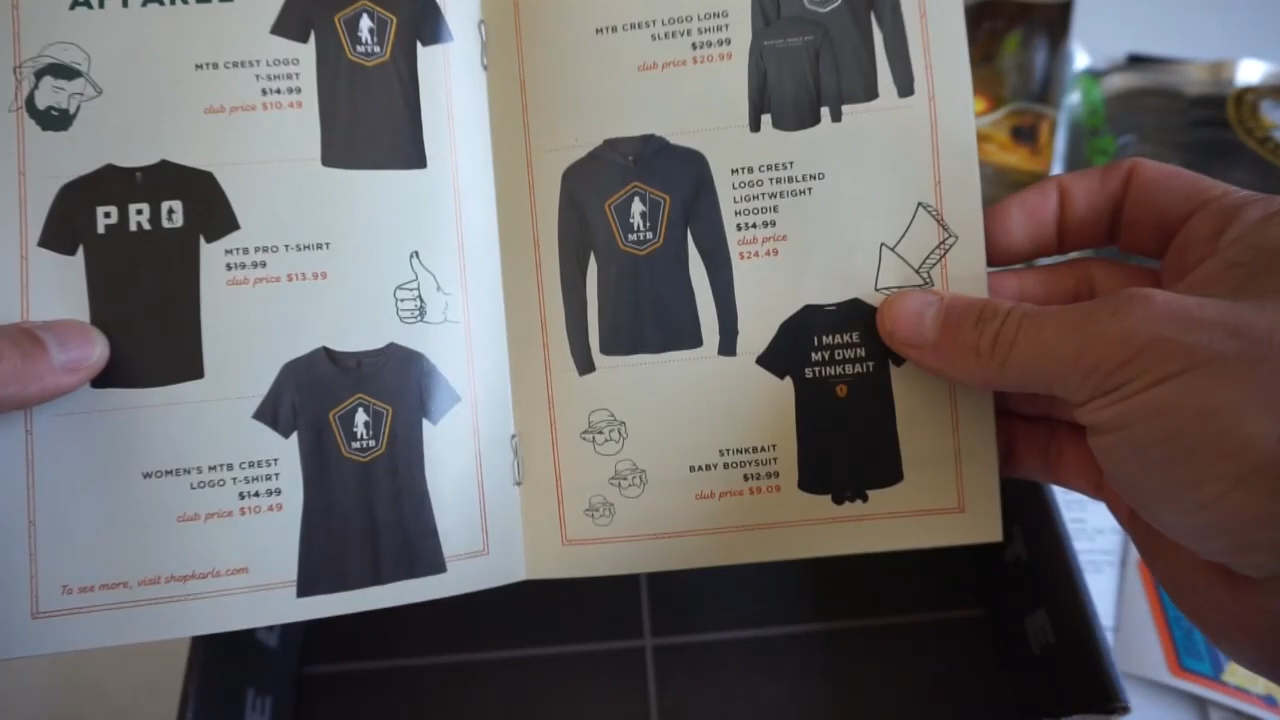 APPAREL
MTB CREST LOGO
T-SHIRT
$14.99
club price $10.49
MTB
PRO
MTB PRO T-SHIRT
$19.99
club price $13.99
MTB
WOMEN'S MTB CREST
LOGO T-SHIRT
$14.99
club price $10.49
To see more, visit shopkarls.com
MTB CREST LOGO LONG
SLEEVE SHIRT
$29.99
club price $20.99
MTB
MTB CREST
LOGO TRIBLEND
LIGHTWEIGHT
HOODIE
$34.99
club price
$24.49
I MAKE
MY OWN
STINKBAIT
STINKBAIT
BABY BODYSUIT
$12.99
club price $9.09